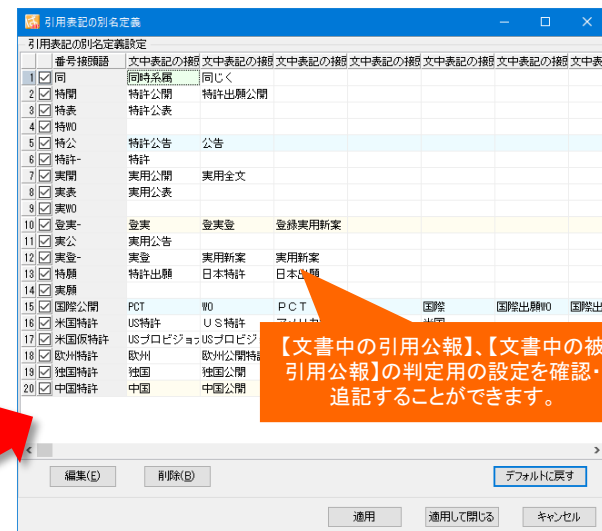 引用表記の別名定義
引用表記の別名定義設定
番号接頭語 文中表記の接頭 文中表記の接頭 文中表記の接頭 文中表記の接頭 文中表記の接頭 文中表記の接頭 文中表
1 同 同時系属 同じく
2 特開 特許公開 特許出願公開
3 特表 特許公表
4 特WO
5 特公 特許公告 公告
6 特許- 特許
7 実開 実用公開 実用全文
8 実表 実用公表
9 実WO
10 登実- 登実 登実登 登録実用新案
11 実公 実用公告
12 実登- 実登 実用新案 実用新案
13 特願 特許出願 日本特許 日本出願
14 実願
15 国際公開 PCT WO ＰＣＴ 国際 国際出願WO 国際出
16 米国特許 US特許 ＵＳ特許
17 米国仮特許 USプロビジョ USプロビジ
18 欧州特許 欧州 欧州公開特許
19 独国特許 独国 独国公開
20 中国特許 中国 中国公開
【文書中の引用公報】、【文書中の被
引用公報】の判定用の設定を確認・
追記することができます。
編集(E) 削除(B) デフォルトに戻す
適用 適用して閉じる キャンセル